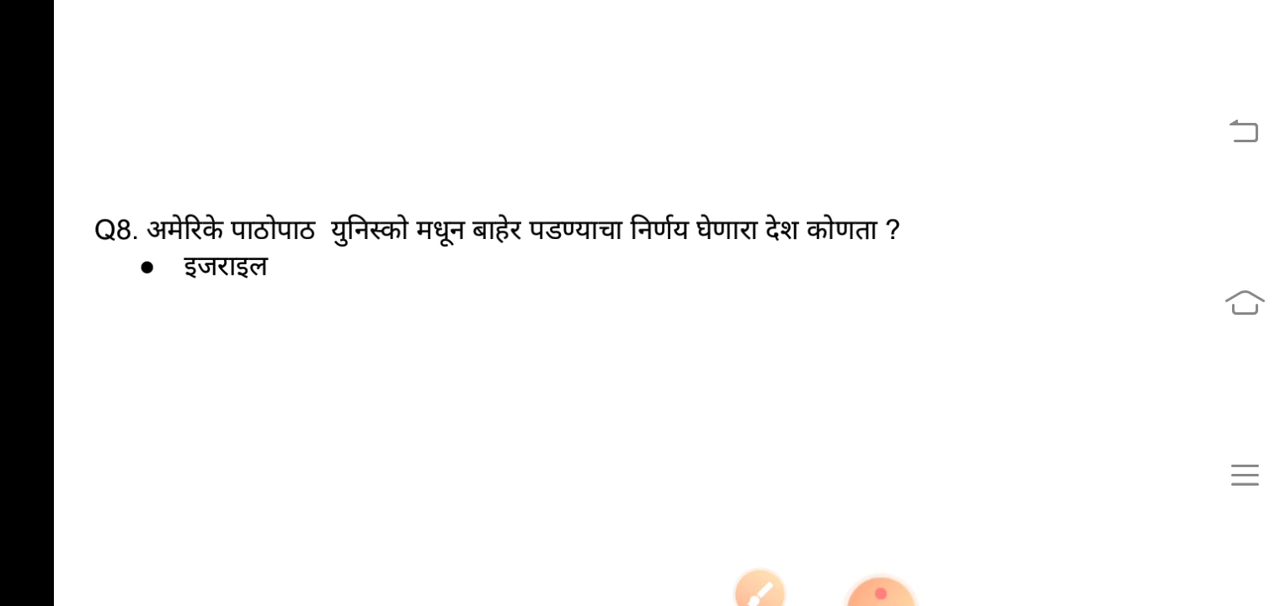 Q8. अमेरिके पाठोपाठ युनिस्को मधून बाहेर पडण्याचा निर्णय घेणारा देश कोणता ?
● इजराइल